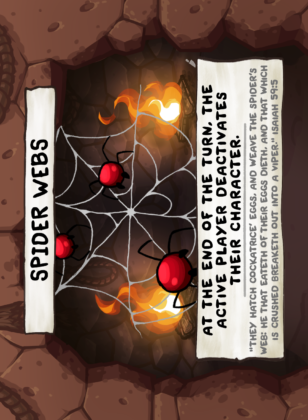 SPIDER WEBS
AT THE END OF THE TURN, THE
ACTIVE PLAYER DEACTIVATES
THEIR CHARACTER.
"THEY HATCH COCKATRICE' EGGS, AND WEAVE THE SPIDER'S
WEB: HE THAT EATETH OF THEIR EGGS DIETH, AND THAT WHICH
IS CRUSHED BREAKETH OUT INTO A VIPER." ISAIAH 59:5